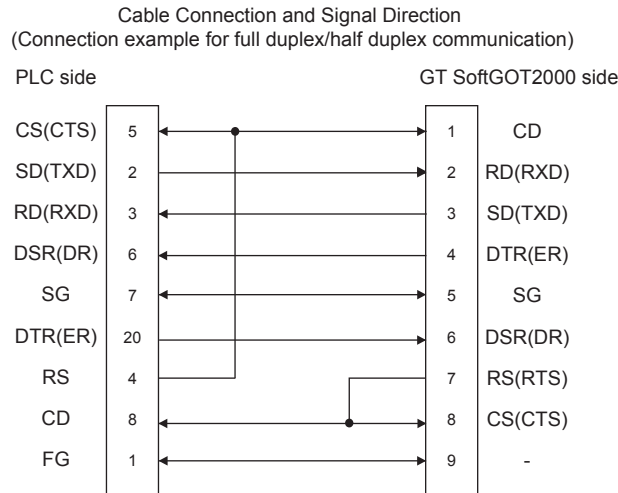 Cable Connection and Signal Direction
(Connection example for full duplex/half duplex communication)
PLC side GT SoftGOT2000 side
CS(CTS) 5 1 CD
SD(TXD) 2 2 RD(RXD)
RD(RXD) 3 3 SD(TXD)
DSR(DR) 6 4 DTR(ER)
SG 7 5 SG
DTR(ER) 20 6 DSR(DR)
RS 4 7 RS(RTS)
CD 8 8 CS(CTS)
FG 1 9 -